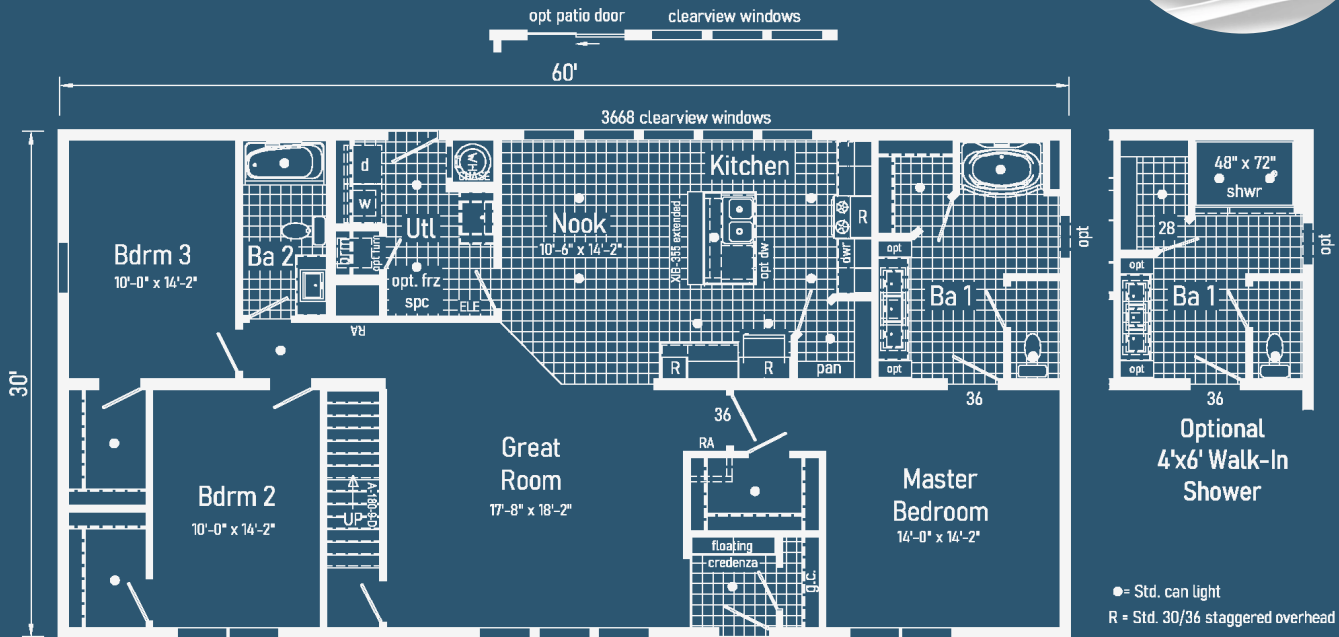 opt patio door
clearview windows
60'
3668 clearview windows
30'
Bdrm 3
10'-0" x 14'-2"
Ba 2
d
w
WH
CHASE
Utl
opt. frz
spc
ELE
RA
Nook
10'-6" x 14'-2"
Kitchen
XIB-355 extended
opt dw
R
dwr
R
R
pan
opt
Ba 1
opt
opt
36
48" x 72"
shwr
28
opt
Ba 1
opt
opt
36
Optional
4'x6' Walk-In
Shower
Bdrm 2
10'-0" x 14'-2"
UP
Great
Room
17'-8" x 18'-2"
36
RA
floating
credenza
g.c.
Master
Bedroom
14'-0" x 14'-2"
= Std. can light
R = Std. 30/36 staggered overhead